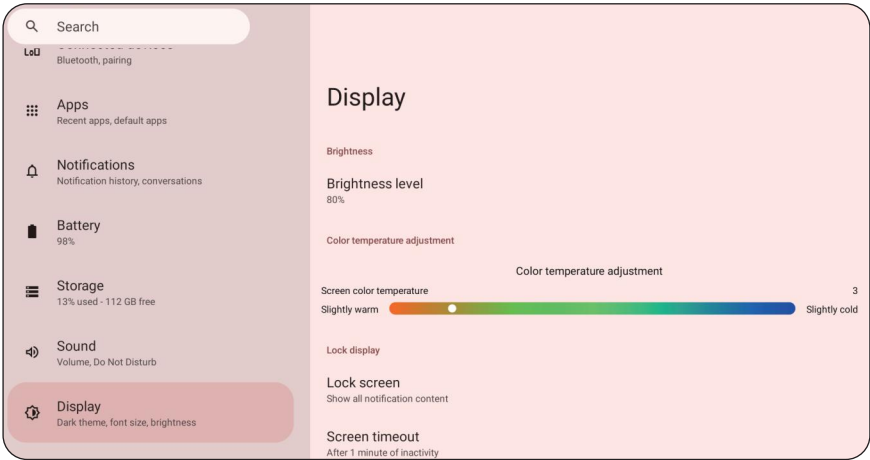 Search
Bluetooth, pairing
Apps
Recent apps, default apps
Notifications
Notification history, conversations
Battery
98%
Storage
13% used - 112 GB free
Sound
Volume, Do Not Disturb
Display
Dark theme, font size, brightness
Display
Brightness
Brightness level
80%
Color temperature adjustment
Color temperature adjustment
Screen color temperature 3
Slightly warm Slightly cold
Lock display
Lock screen
Show all notification content
Screen timeout
After 1 minute of inactivity